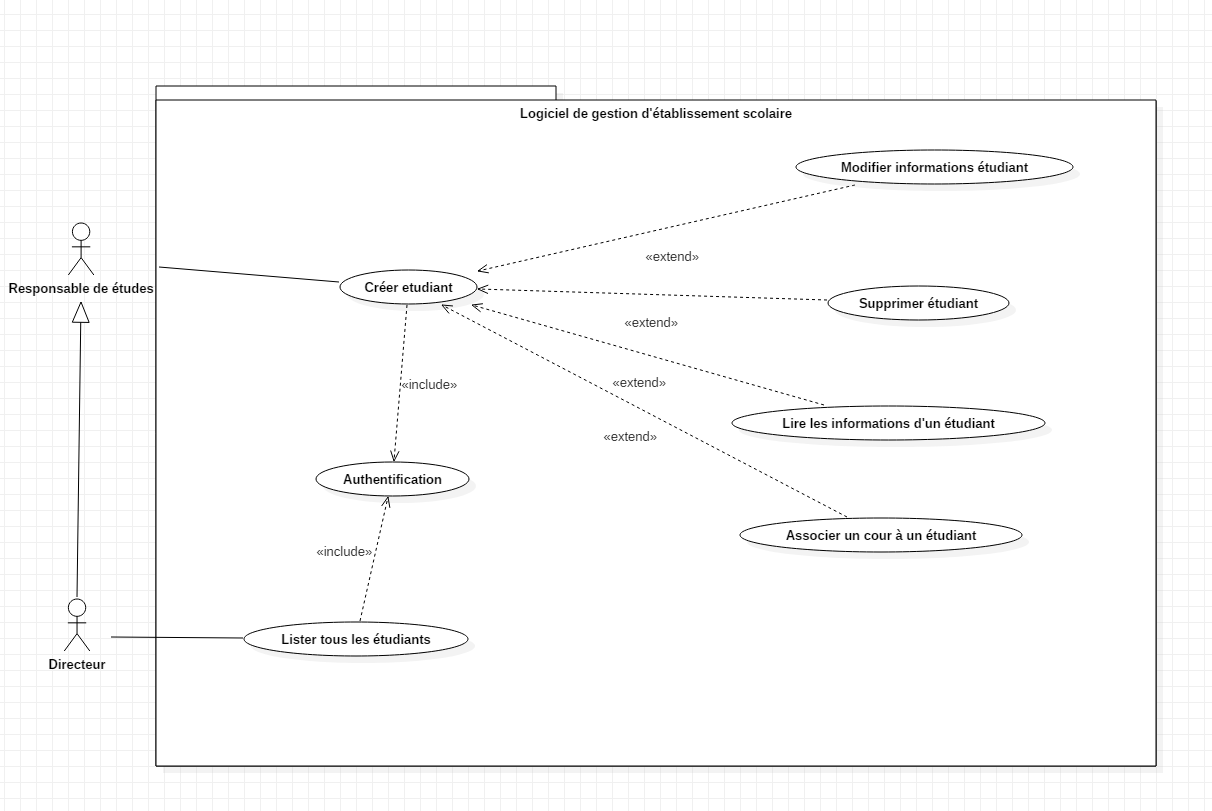 Logiciel de gestion d'établissement scolaire
Modifier informations étudiant
«extend»
Responsable de études
Créer etudiant
Supprimer étudiant
«extend»
«include»
«extend»
Lire les informations d'un étudiant
«extend»
Authentification
Associer un cour à un étudiant
«include»
Lister tous les étudiants
Directeur